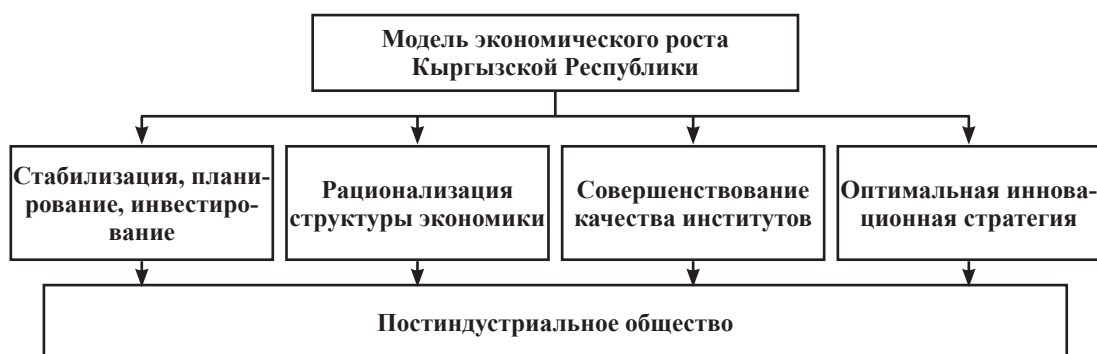 Модель экономического роста
Кыргызской Республики
Стабилизация, плани-
рование, инвестиро-
вание
Рационализация
структуры экономики
Совершенствование
качества институтов
Оптимальная иннова-
ционная стратегия
Постиндустриальное общество